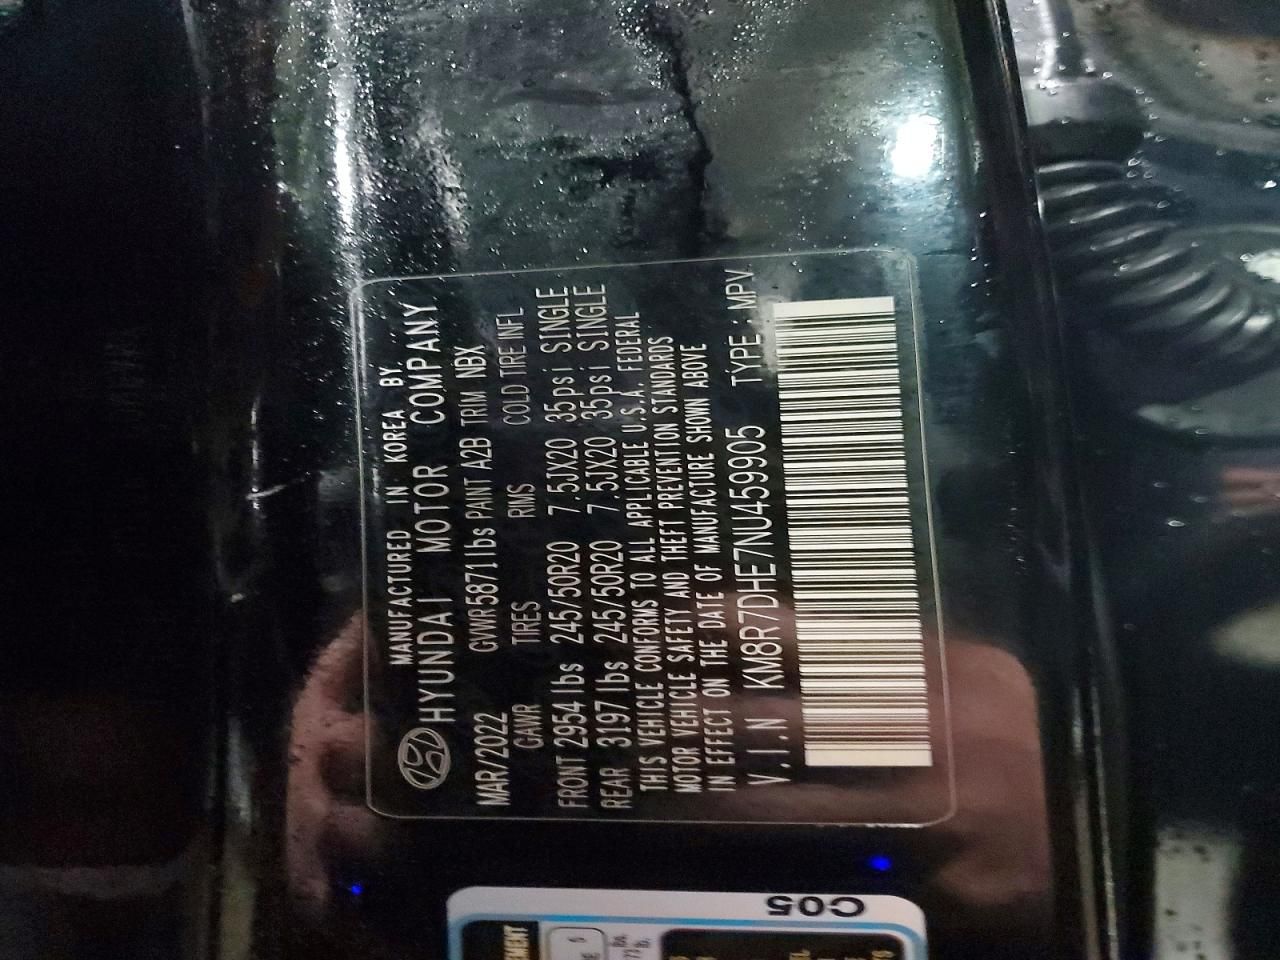 MANUFACTURED IN KOREA BY
HYUNDAI MOTOR COMPANY
MAR/2022 GVWR5871lbs PAINT A2B TRIM NBX
GAWR TIRES RIMS COLD TIRE INFL
FRONT 2954 lbs 245/50R20 7.5JX20 35psi SINGLE
REAR 3197 lbs 245/50R20 7.5JX20 35psi SINGLE
THIS VEHICLE CONFORMS TO ALL APPLICABLE U.S.A. FEDERAL
MOTOR VEHICLE SAFETY AND THEFT PREVENTION STANDARDS
IN EFFECT ON THE DATE OF MANUFACTURE SHOWN ABOVE
V.I.N KM8R7DHE7NU459905 TYPE : MPV
C05